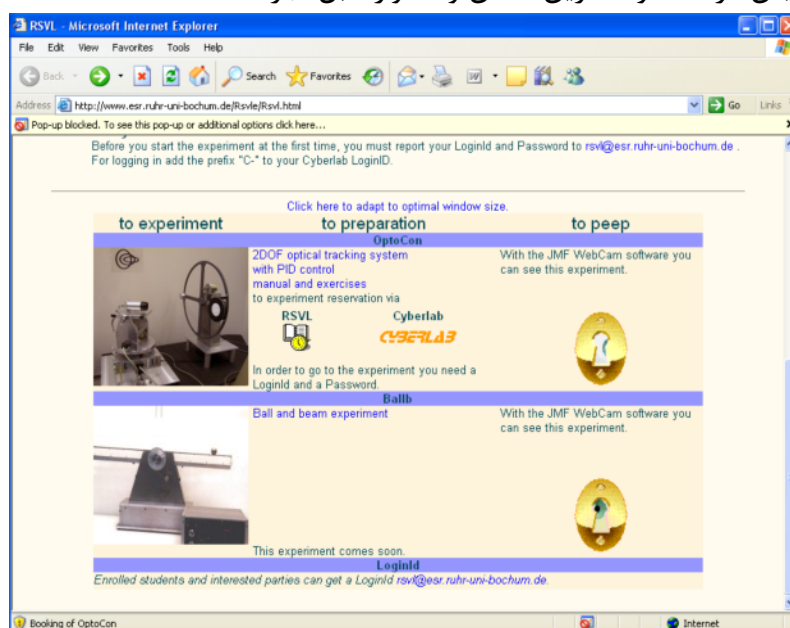 RSVL - Microsoft Internet Explorer
File Edit View Favorites Tools Help
Back Search Favorites
Address http://www.esr.ruhr-uni-bochum.de/Rsvle/Rsvl.html Go Links
Pop-up blocked. To see this pop-up or additional options click here...
Before you start the experiment at the first time, you must report your LoginId and Password to rsvl@esr.ruhr-uni-bochum.de .
For logging in add the prefix "C-" to your Cyberlab LoginID.
Click here to adapt to optimal window size.
to experiment to preparation to peep
OptoCon
2DOF optical tracking system
with PID control
manual and exercises
to experiment reservation via
RSVL Cyberlab
CYBERLAB
In order to go to the experiment you need a
LoginId and a Password.
With the JMF WebCam software you
can see this experiment.
Ballb
Ball and beam experiment
This experiment comes soon.
With the JMF WebCam software you
can see this experiment.
LoginId
Enrolled students and interested parties can get a LoginId rsvl@esr.ruhr-uni-bochum.de.
Booking of OptoCon Internet